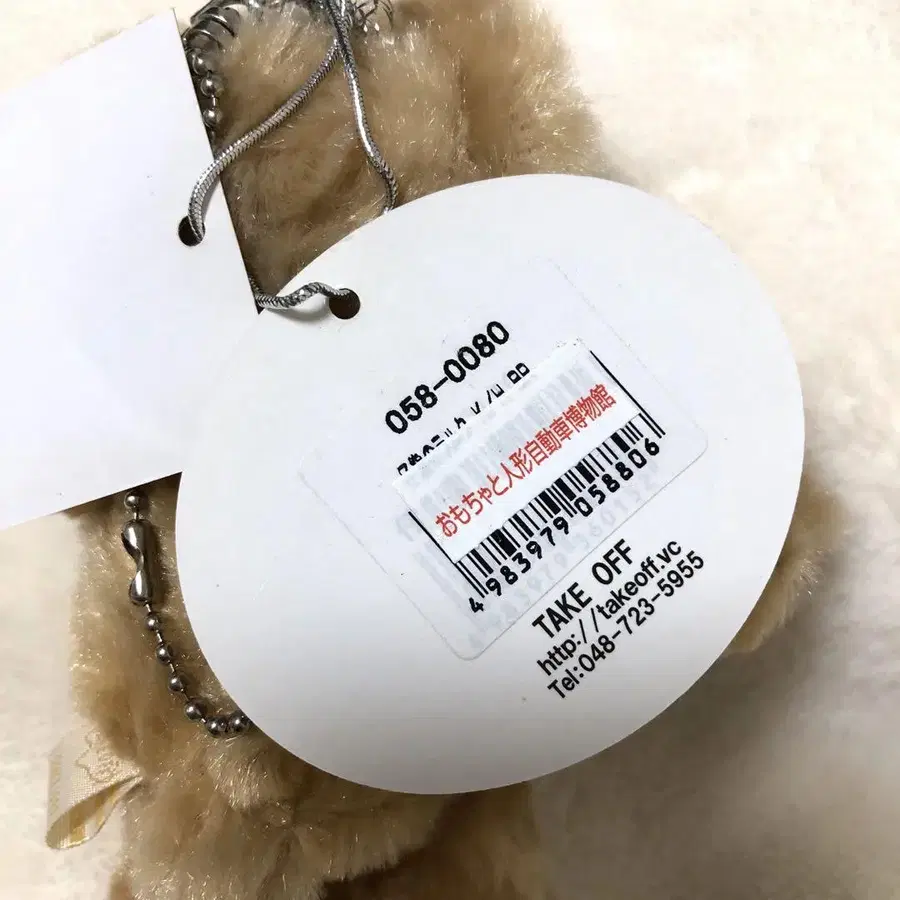 058-0080
おもちゃと人形自動車博物館
4983979058806
TAKE OFF
http://takeoff.vc
Tel:048-723-5955